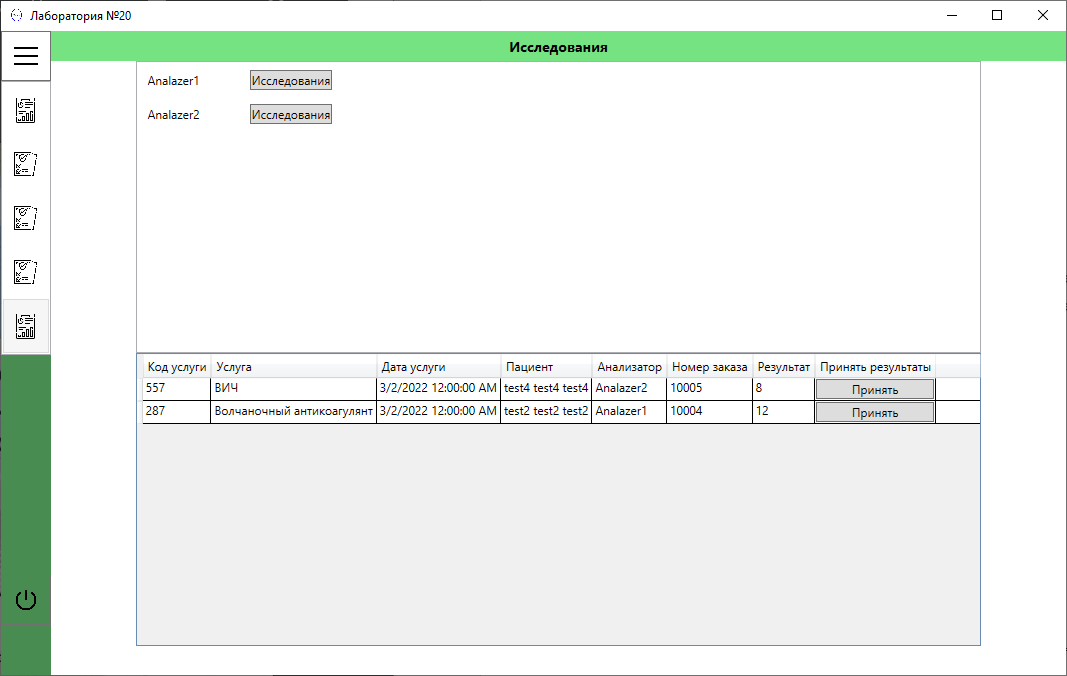 Лаборатория №20
Исследования
Analazer1 Исследования
Analazer2 Исследования
Код услуги Услуга Дата услуги Пациент Анализатор Номер заказа Результат Принять результаты
557 ВИЧ 3/2/2022 12:00:00 AM test4 test4 test4 Analazer2 10005 8 Принять
287 Волчаночный антикоагулянт 3/2/2022 12:00:00 AM test2 test2 test2 Analazer1 10004 12 Принять